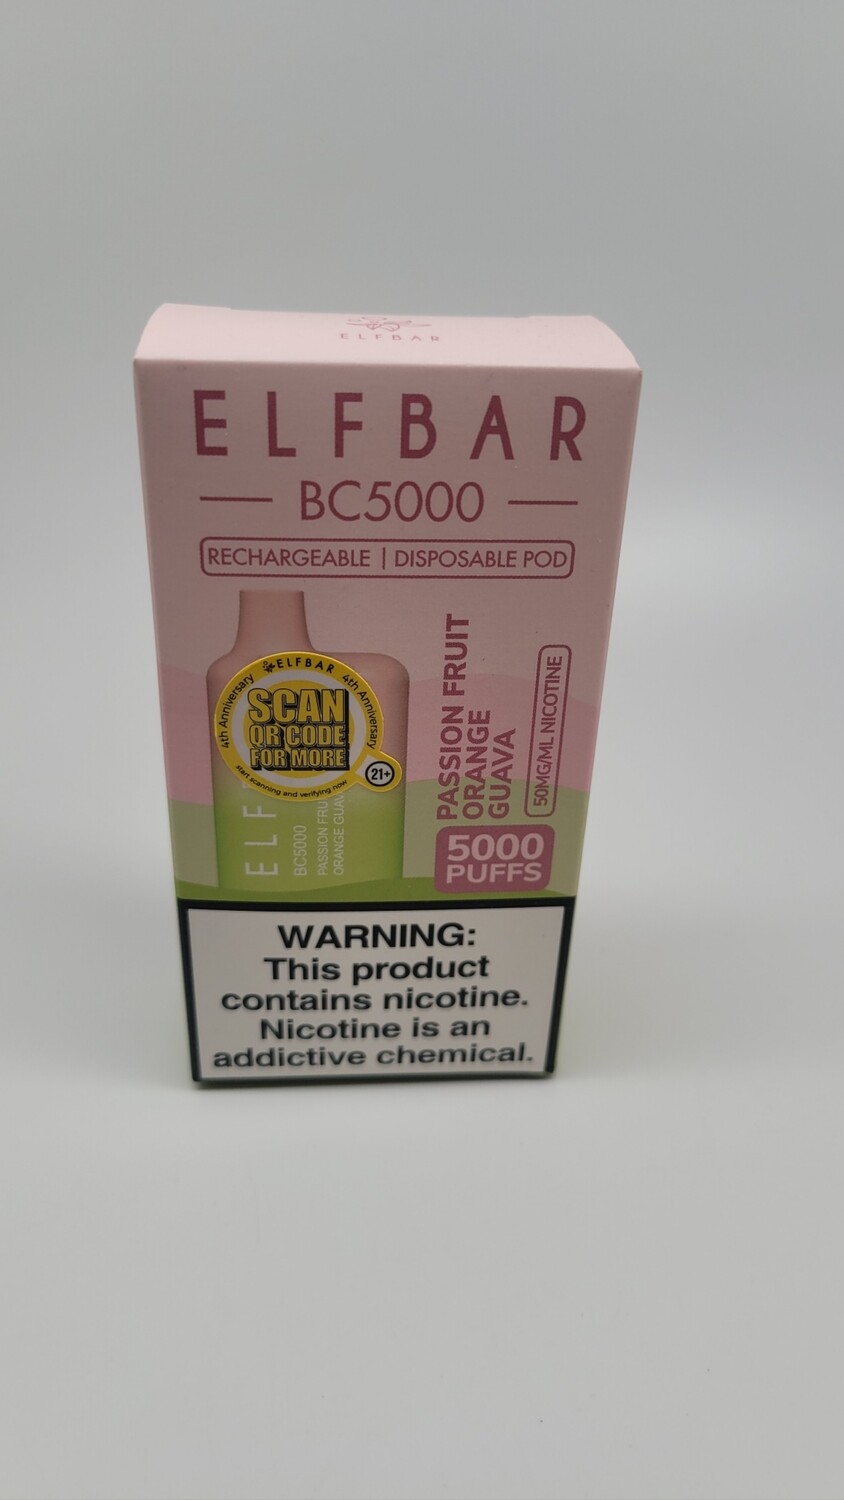 ELFBAR
ELFBAR
BC5000
RECHARGEABLE | DISPOSABLE POD
ELFBAR
4th Anniversary
4th Anniversary
SCAN
QR CODE
FOR MORE
start scanning and verifying now
21+
ELF
BC5000
PASSION FRU
ORANGE GUAV
PASSION FRUIT
ORANGE
GUAVA
50MG/ML NICOTINE
5000
PUFFS
WARNING:
This product
contains nicotine.
Nicotine is an
addictive chemical.